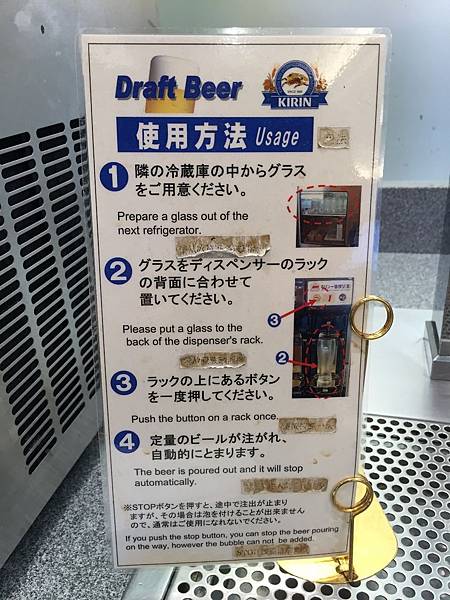 Draft Beer
KIRIN
使用方法 Usage
1 隣の冷蔵庫の中からグラス
をご用意ください。
Prepare a glass out of the
next refrigerator.
2 グラスをディスペンサーのラック
の背面に合わせて
置いてください。
Please put a glass to the
back of the dispenser's rack.
3
2
3 ラックの上にあるボタン
を一度押してください。
Push the button on a rack once.
4 定量のビールが注がれ、
自動的にとまります。
The beer is poured out and it will stop
automatically.
※STOPボタンを押すと、途中で注出が止まり
ますが、その場合は泡を付けることが出来ません
ので、通常はご使用になれないでください。
If you push the stop button, you can stop the beer pouring
on the way, however the bubble can not be added.